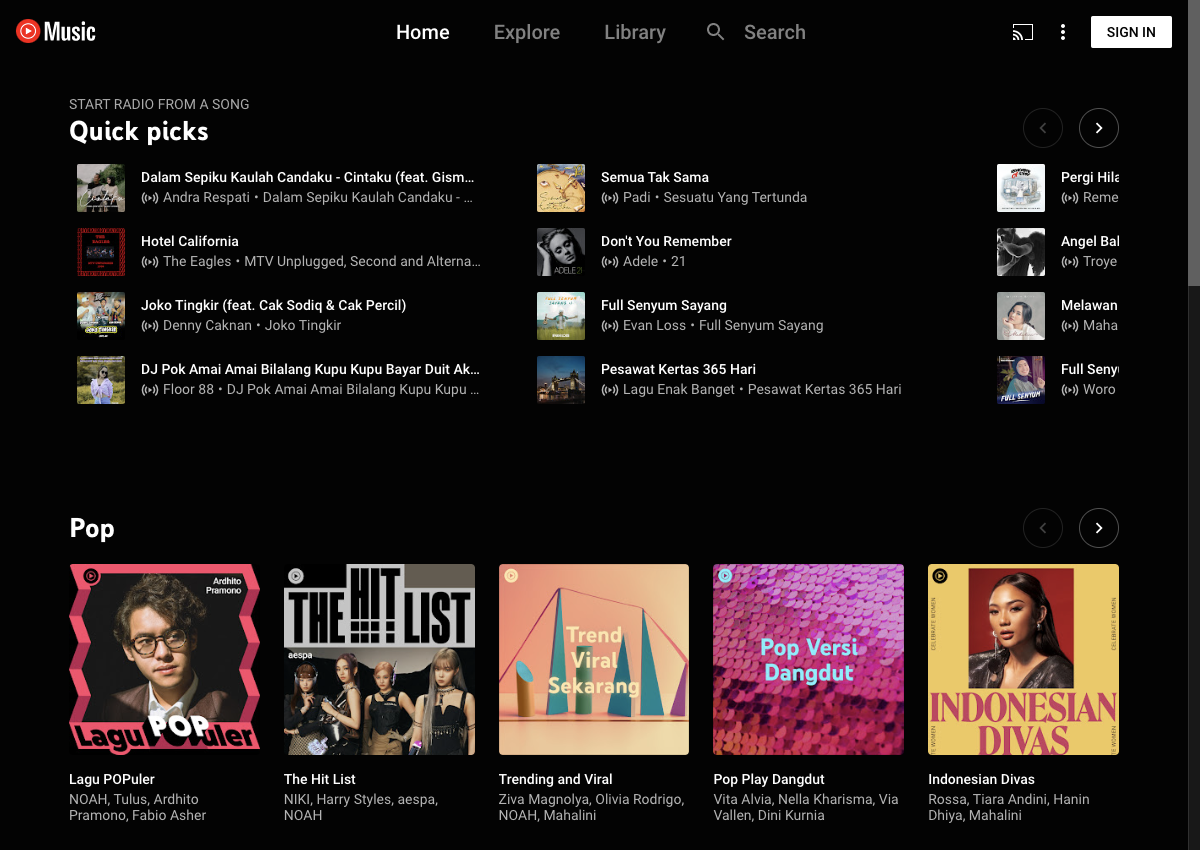 Music
Home
Explore
Library
Search
SIGN IN
START RADIO FROM A SONG
Quick picks
Dalam Sepiku Kaulah Candaku - Cintaku (feat. Gism...
Andra Respati • Dalam Sepiku Kaulah Candaku - ...
Hotel California
The Eagles • MTV Unplugged, Second and Alterna...
Joko Tingkir (feat. Cak Sodiq & Cak Percil)
Denny Caknan • Joko Tingkir
DJ Pok Amai Amai Bilalang Kupu Kupu Bayar Duit Ak...
Floor 88 • DJ Pok Amai Amai Bilalang Kupu Kupu ...
Semua Tak Sama
Padi • Sesuatu Yang Tertunda
Don't You Remember
Adele • 21
ADELE 21
Full Senyum Sayang
Evan Loss • Full Senyum Sayang
Pesawat Kertas 365 Hari
Lagu Enak Banget • Pesawat Kertas 365 Hari
Pergi Hila
Reme
Angel Bal
Troye
Melawan
Maha
Full Seny
Woro
FULL SENYUM
Pop
Ardhito
Pramono
Lagu POPuler
THE HIT LIST
aespa
Trend
Viral
Sekarang
Pop Versi
Dangdut
CELEBRATE WOMEN
CELEBRATE WOMEN
INDONESIAN
DIVAS
Lagu POPuler
NOAH, Tulus, Ardhito
Pramono, Fabio Asher
The Hit List
NIKI, Harry Styles, aespa,
NOAH
Trending and Viral
Ziva Magnolya, Olivia Rodrigo,
NOAH, Mahalini
Pop Play Dangdut
Vita Alvia, Nella Kharisma, Via
Vallen, Dini Kurnia
Indonesian Divas
Rossa, Tiara Andini, Hanin
Dhiya, Mahalini